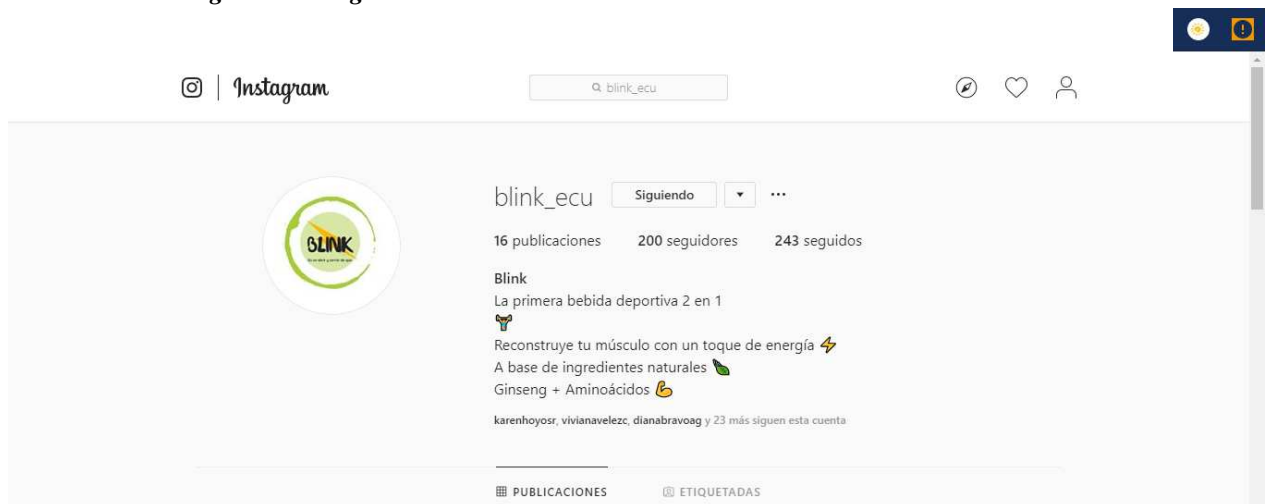 Instagram
blink_ecu
blink_ecu Siguiendo
16 publicaciones 200 seguidores 243 seguidos
BLINK
Blink
La primera bebida deportiva 2 en 1
Reconstruye tu músculo con un toque de energía
A base de ingredientes naturales
Ginseng + Aminoácidos
karenhoyosr, vivianavelezc, dianabravoag y 23 más siguen esta cuenta
PUBLICACIONES ETIQUETADAS